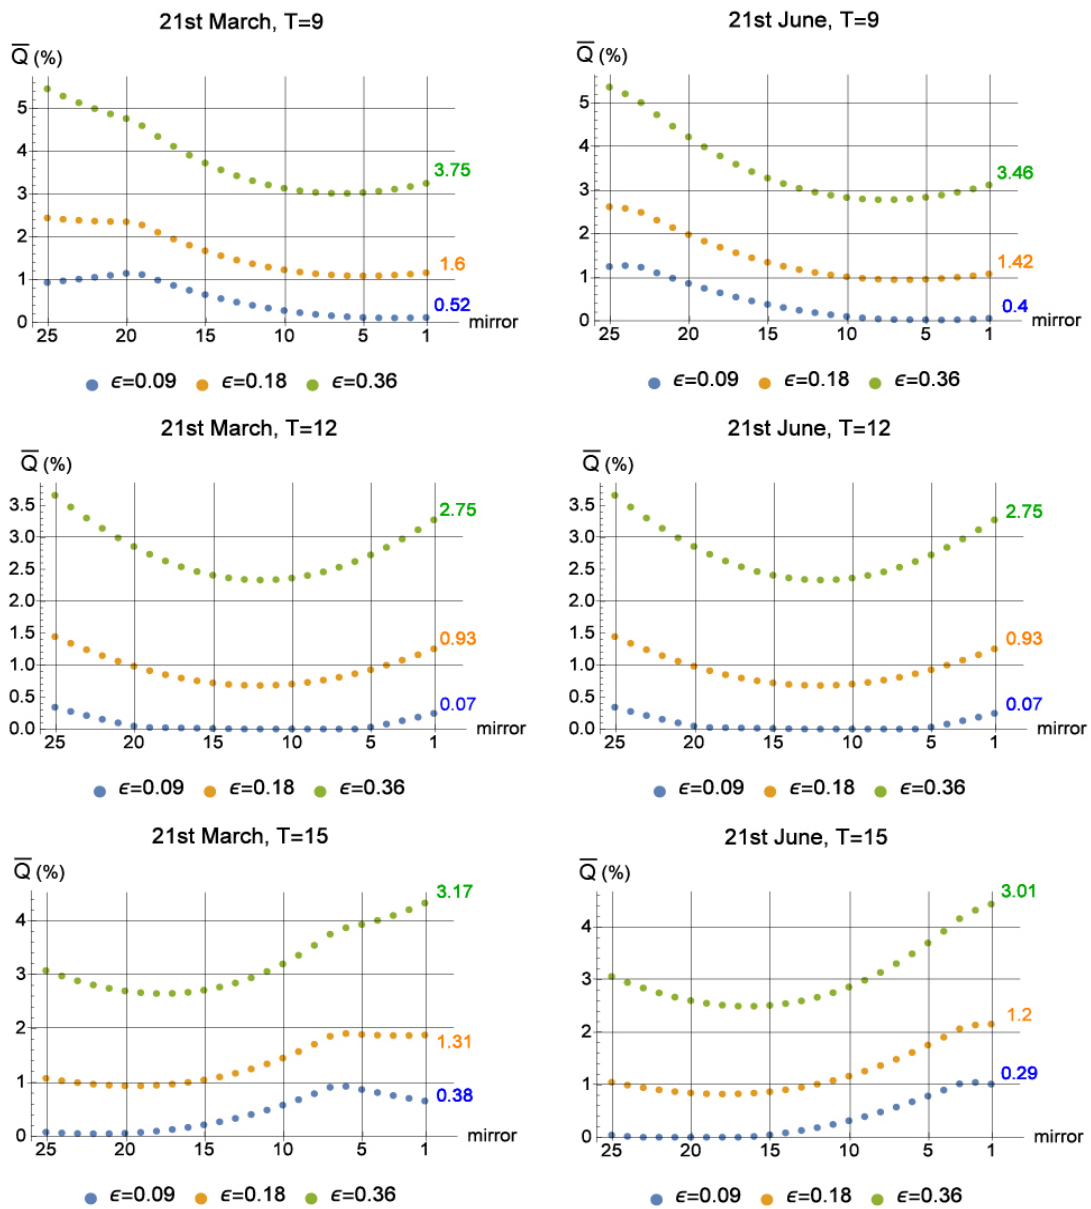 21st March, T=9
Q (%)
5
4
3
2
1
0
25 20 15 10 5 1 mirror
3.75
1.6
0.52
ϵ=0.09 ϵ=0.18 ϵ=0.36
21st June, T=9
Q (%)
5
4
3
2
1
0
25 20 15 10 5 1 mirror
3.46
1.42
0.4
ϵ=0.09 ϵ=0.18 ϵ=0.36
21st March, T=12
Q (%)
3.5
3.0
2.5
2.0
1.5
1.0
0.5
0.0
25 20 15 10 5 1 mirror
2.75
0.93
0.07
ϵ=0.09 ϵ=0.18 ϵ=0.36
21st June, T=12
Q (%)
3.5
3.0
2.5
2.0
1.5
1.0
0.5
0.0
25 20 15 10 5 1 mirror
2.75
0.93
0.07
ϵ=0.09 ϵ=0.18 ϵ=0.36
21st March, T=15
Q (%)
4
3
2
1
0
25 20 15 10 5 1 mirror
3.17
1.31
0.38
ϵ=0.09 ϵ=0.18 ϵ=0.36
21st June, T=15
Q (%)
4
3
2
1
0
25 20 15 10 5 1 mirror
3.01
1.2
0.29
ϵ=0.09 ϵ=0.18 ϵ=0.36